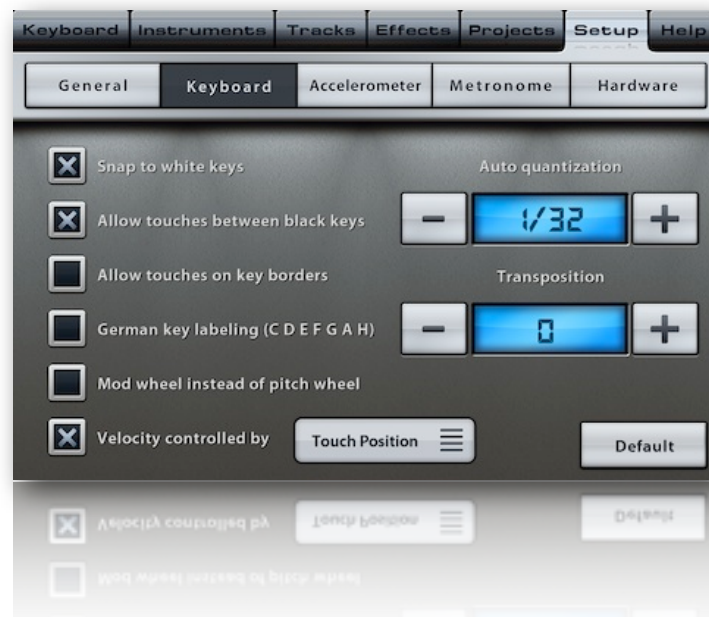 Keyboard Instruments Tracks Effects Projects Setup Help
General Keyboard Accelerometer Metronome Hardware
Snap to white keys
Auto quantization
Allow touches between black keys
− 1/32 +
Allow touches on key borders
Transposition
German key labeling (C D E F G A H)
− 0 +
Mod wheel instead of pitch wheel
Velocity controlled by Touch Position
Default